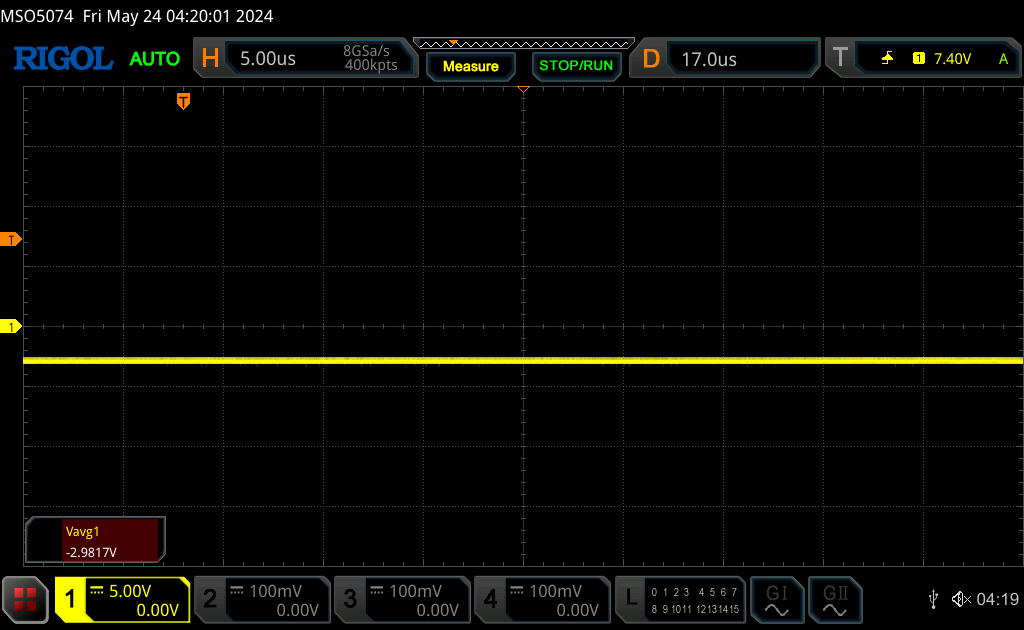 MSO5074 Fri May 24 04:20:01 2024
RIGOL AUTO H 5.00us 8GSa/s 400kpts Measure STOP/RUN D 17.0us T 1 7.40V A
T
T
1
Vavg1
-2.9817V
1 5.00V 0.00V 2 100mV 0.00V 3 100mV 0.00V 4 100mV 0.00V L 0 1 2 3 4 5 6 7 8 9 10 11 12 13 14 15 GI GII 04:19